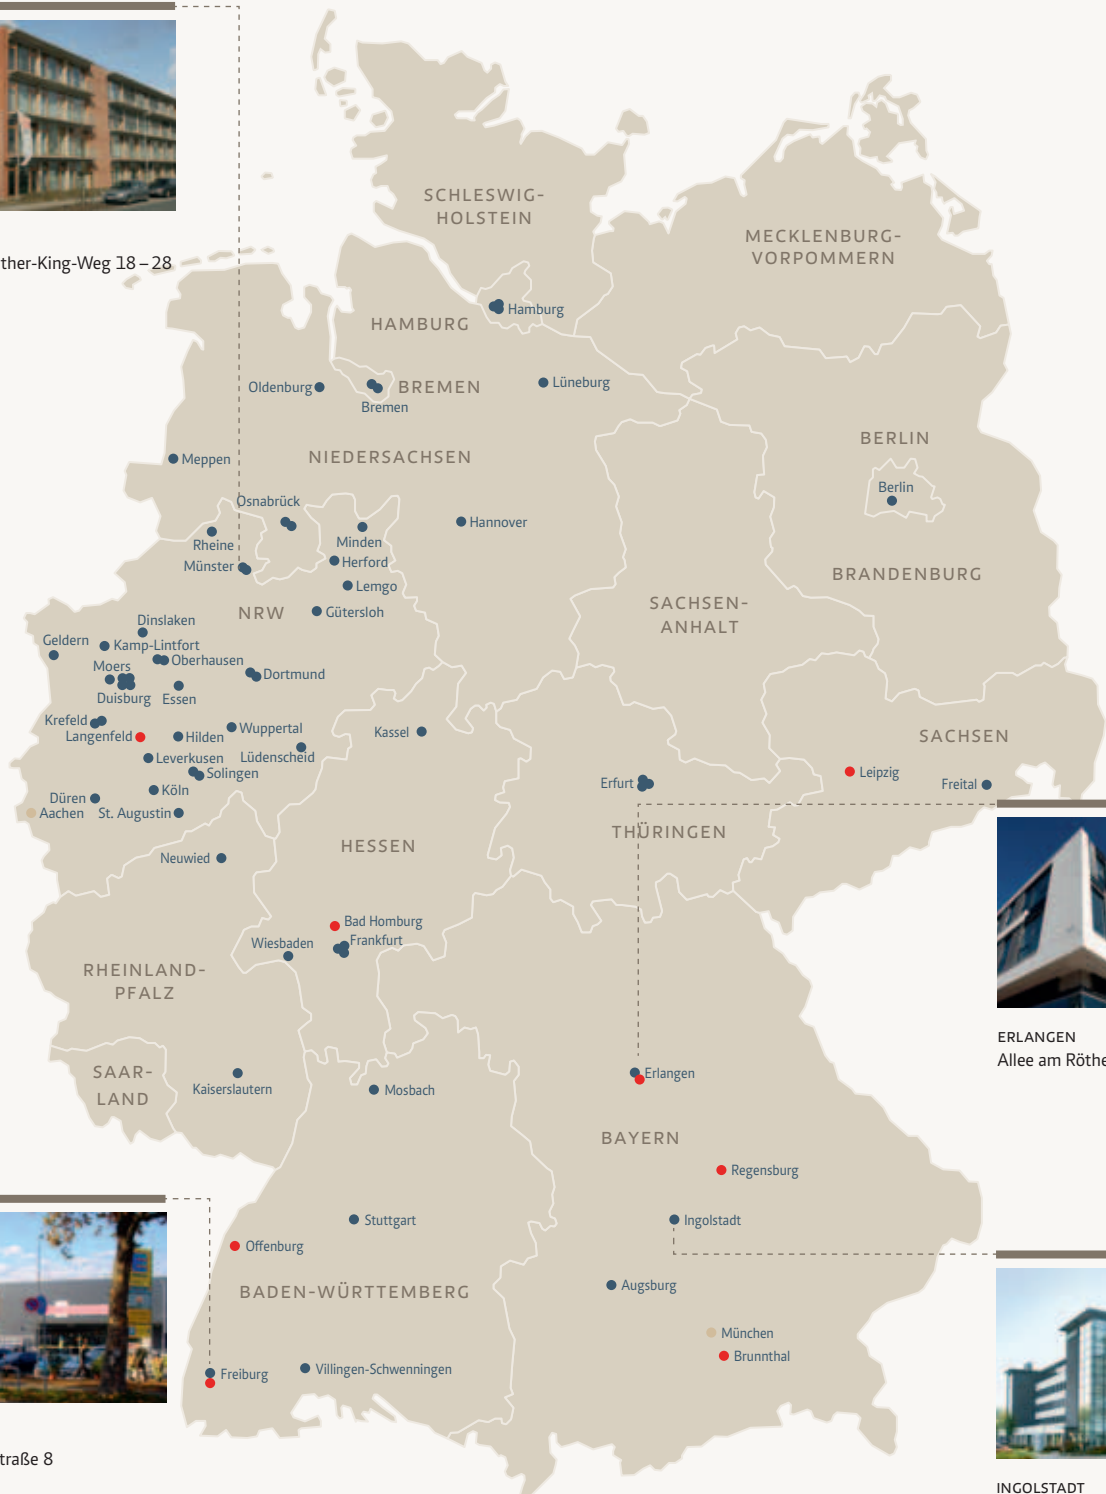 ther-King-Weg 18 – 28
SCHLESWIG-
HOLSTEIN
MECKLENBURG-
VORPOMMERN
Hamburg
HAMBURG
Oldenburg
BREMEN
Bremen
Lüneburg
BERLIN
Berlin
Meppen
NIEDERSACHSEN
Osnabrück
Hannover
Rheine
Minden
Münster
Herford
Lemgo
BRANDENBURG
SACHSEN-
ANHALT
NRW
Gütersloh
Dinslaken
Geldern
Kamp-Lintfort
Oberhausen
Moers
Dortmund
Duisburg
Essen
Krefeld
Langenfeld
Hilden
Wuppertal
Kassel
SACHSEN
Leverkusen
Lüdenscheid
Solingen
Leipzig
Erfurt
Freital
Köln
Düren
Aachen
St. Augustin
THÜRINGEN
HESSEN
Neuwied
Bad Homburg
Frankfurt
Wiesbaden
RHEINLAND-
PFALZ
ERLANGEN
Allee am Röthe
SAAR-
LAND
Kaiserslautern
Mosbach
Erlangen
BAYERN
Regensburg
Stuttgart
Ingolstadt
Offenburg
BADEN-WÜRTTEMBERG
Augsburg
München
Brunnthal
Freiburg
Villingen-Schwenningen
traße 8
INGOLSTADT